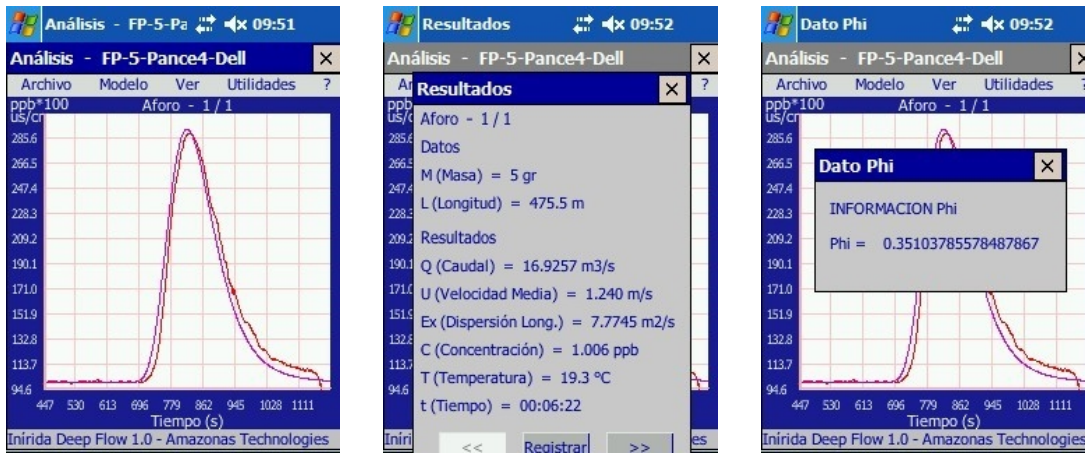 Análisis - FP-5-Pa 09:51
Análisis - FP-5-Pance4-Dell
Archivo Modelo Ver Utilidades ?
ppb*100 Aforo - 1 / 1
285.6
266.5
247.4
228.3
209.2
190.1
171.0
151.9
132.8
113.7
94.6
447 530 613 696 779 862 945 1028 1111
Tiempo (s)
Inírida Deep Flow 1.0 - Amazonas Technologies
Resultados 09:52
Análisis - FP-5-Pance4-Dell
Resultados
Aforo - 1 / 1
Datos
M (Masa) = 5 gr
L (Longitud) = 475.5 m
Resultados
Q (Caudal) = 16.9257 m3/s
U (Velocidad Media) = 1.240 m/s
Ex (Dispersión Long.) = 7.7745 m2/s
C (Concentración) = 1.006 ppb
T (Temperatura) = 19.3 ºC
t (Tiempo) = 00:06:22
<< Registrar >>
Dato Phi 09:52
Análisis - FP-5-Pance4-Dell
Archivo Modelo Ver Utilidades
ppb*100 Aforo - 1 / 1
285.6
266.5
247.4
228.3
209.2
190.1
171.0
151.9
132.8
113.7
94.6
Dato Phi
INFORMACION Phi
Phi = 0.35103785578487867
447 530 613 696 779 862 945 1028 1111
Tiempo (s)
Inírida Deep Flow 1.0 - Amazonas Technologies